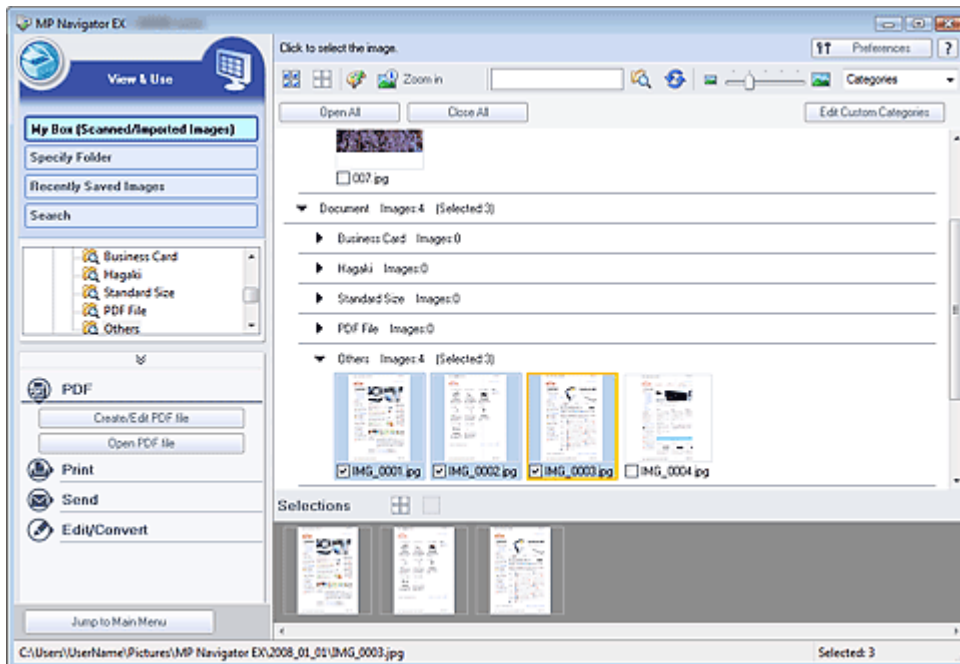 MP Navigator EX
View & Use
My Box (Scanned/Imported Images)
Specify Folder
Recently Saved Images
Search
Business Card
Hagaki
Standard Size
PDF File
Others
PDF
Create/Edit PDF file
Open PDF file
Print
Send
Edit/Convert
Jump to Main Menu
Click to select the image.
Preferences ?
Zoom in
Categories
Open All Close All Edit Custom Categories
007.jpg
Document Images:4 (Selected:3)
Business Card Images:0
Hagaki Images:0
Standard Size Images:0
PDF File Images:0
Others Images:4 (Selected:3)
IMG_0001.jpg IMG_0002.jpg IMG_0003.jpg IMG_0004.jpg
Selections
C:\Users\UserName\Pictures\MP Navigator EX\2008_01_01\IMG_0003.jpg Selected: 3